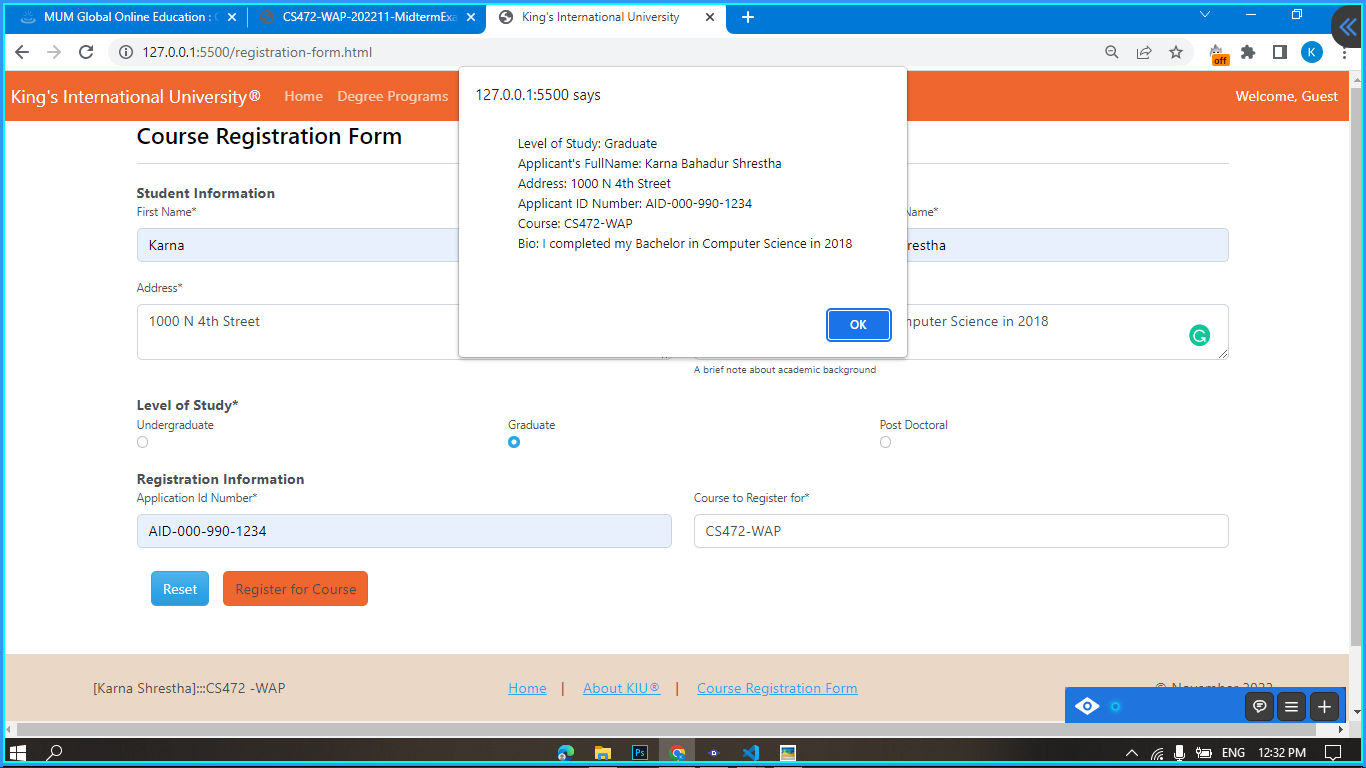 MUM Global Online Education :
CS472-WAP-202211-MidtermExa
King's International University
127.0.0.1:5500/registration-form.html
off
K
King's International University®
Home
Degree Programs
Welcome, Guest
127.0.0.1:5500 says
Level of Study: Graduate
Applicant's FullName: Karna Bahadur Shrestha
Address: 1000 N 4th Street
Applicant ID Number: AID-000-990-1234
Course: CS472-WAP
Bio: I completed my Bachelor in Computer Science in 2018
OK
Course Registration Form
Student Information
First Name*
Name*
Karna
restha
Address*
1000 N 4th Street
mputer Science in 2018
A brief note about academic background
Level of Study*
Undergraduate
Graduate
Post Doctoral
Registration Information
Application Id Number*
Course to Register for*
AID-000-990-1234
CS472-WAP
Reset
Register for Course
[Karna Shrestha]:::CS472 -WAP
Home | About KIU® | Course Registration Form
© November 2022
Ps
ENG
12:32 PM